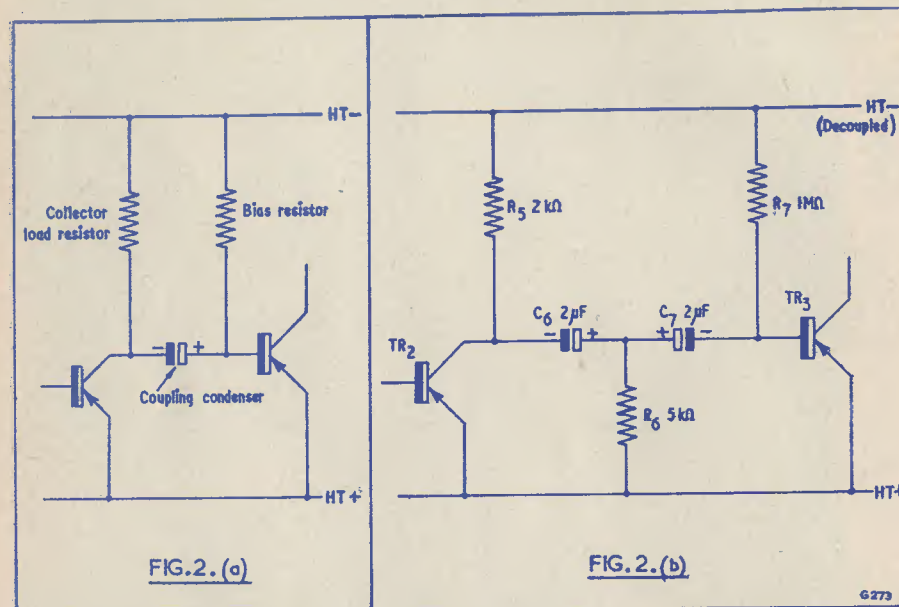 HT-
Collector
load resistor
Bias resistor
- +
Coupling condenser
HT+
FIG.2.(a)
HT-
(Decoupled)
R5 2kΩ
R7 1MΩ
TR2
C6 2µF
- +
C7 2µF
+ -
TR3
R6 5kΩ
HT+
FIG.2.(b)
G273